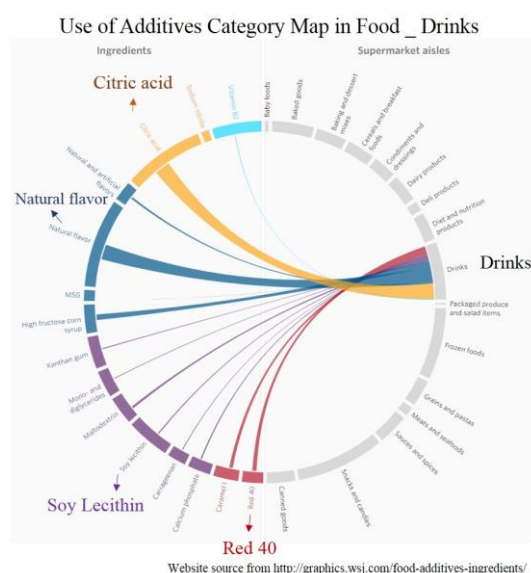 Use of Additives Category Map in Food _ Drinks
Ingredients
Supermarket aisles
Citric acid
Natural flavor
Soy Lecithin
Red 40
Drinks
Vitamin B2
Sodium nitrite
Citric acid
Natural and artificial
flavors
Natural flavor
MSG
High fructose corn
syrup
Xanthan gum
Mono- and
diglycerides
Maltodextrin
Soy lecithin
Carrageenan
Calcium phosphate
Caramel I
Red 40
Baby foods
Baked goods
Baking and dessert
mixes
Cereals and breakfast
foods
Condiments and
dressings
Dairy products
Deli products
Diet and nutrition
products
Drinks
Packaged produce
and salad items
Frozen foods
Grains and pastas
Meats and seafoods
Sauces and spices
Snacks and candies
Canned goods
Website source from http://graphics.wsj.com/food-additives-ingredients/